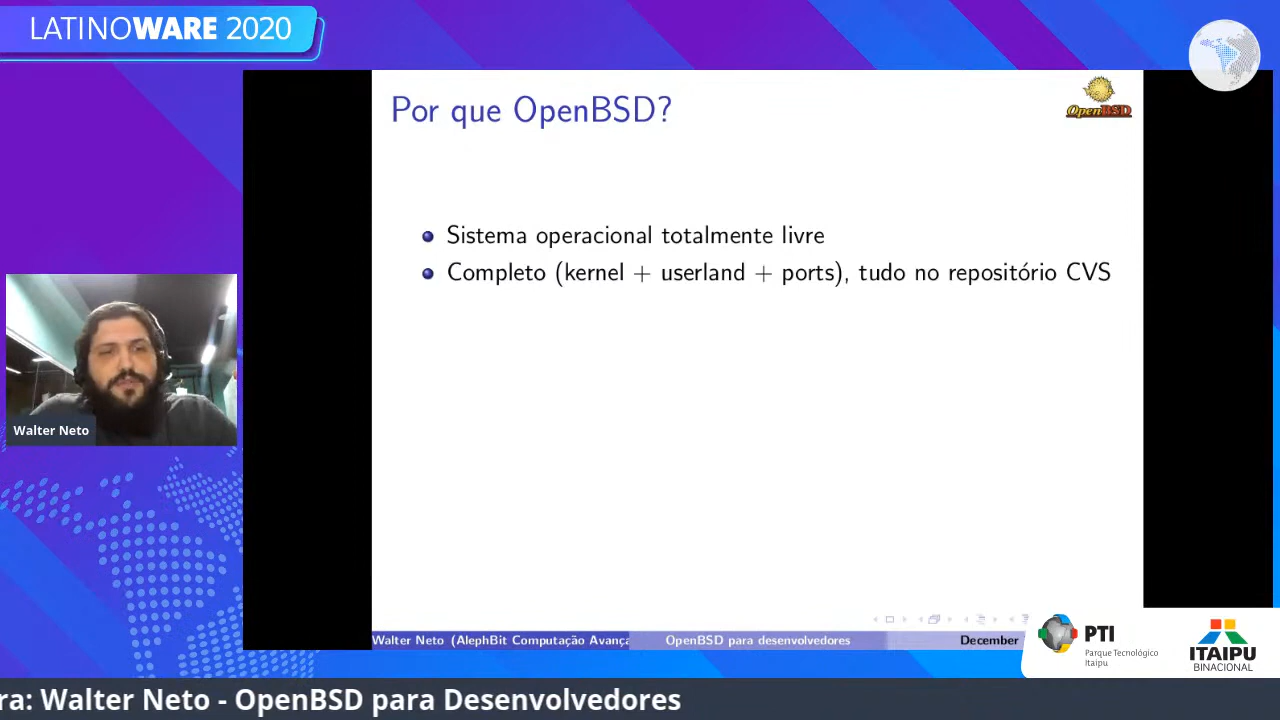 LATINOWARE 2020
Por que OpenBSD?
OpenBSD
Sistema operacional totalmente livre
Completo (kernel + userland + ports), tudo no repositório CVS
Walter Neto
Walter Neto (AlephBit Computação Avança
OpenBSD para desenvolvedores
December
PTI
Parque Tecnológico
Itaipu
ITAIPU
BINACIONAL
ra: Walter Neto - OpenBSD para Desenvolvedores